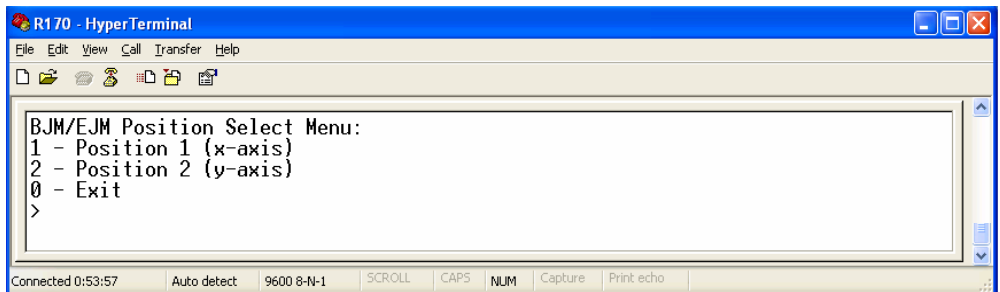 R170 - HyperTerminal
File Edit View Call Transfer Help
BJM/EJM Position Select Menu:
1 - Position 1 (x-axis)
2 - Position 2 (y-axis)
0 - Exit
>
Connected 0:53:57 Auto detect 9600 8-N-1 SCROLL CAPS NUM Capture Print echo